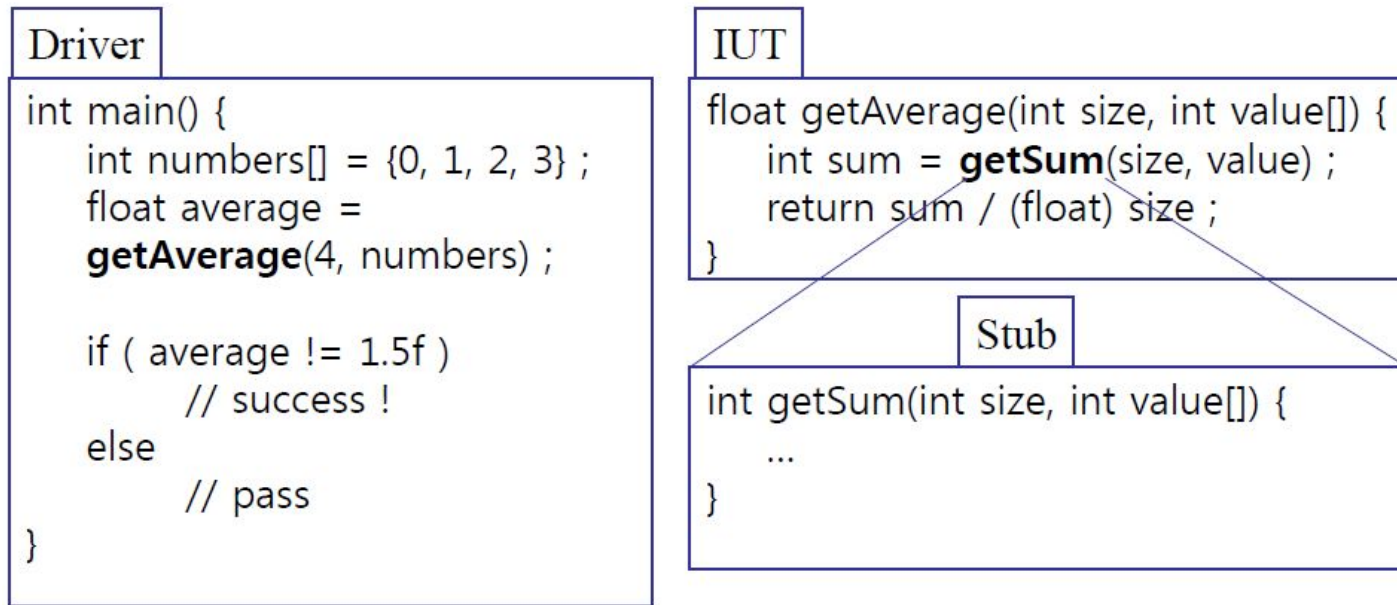 Driver
int main() {
int numbers[] = {0, 1, 2, 3} ;
float average =
getAverage(4, numbers) ;
if ( average != 1.5f )
// success !
else
// pass
}
IUT
float getAverage(int size, int value[]) {
int sum = getSum(size, value) ;
return sum / (float) size ;
}
Stub
int getSum(int size, int value[]) {
...
}